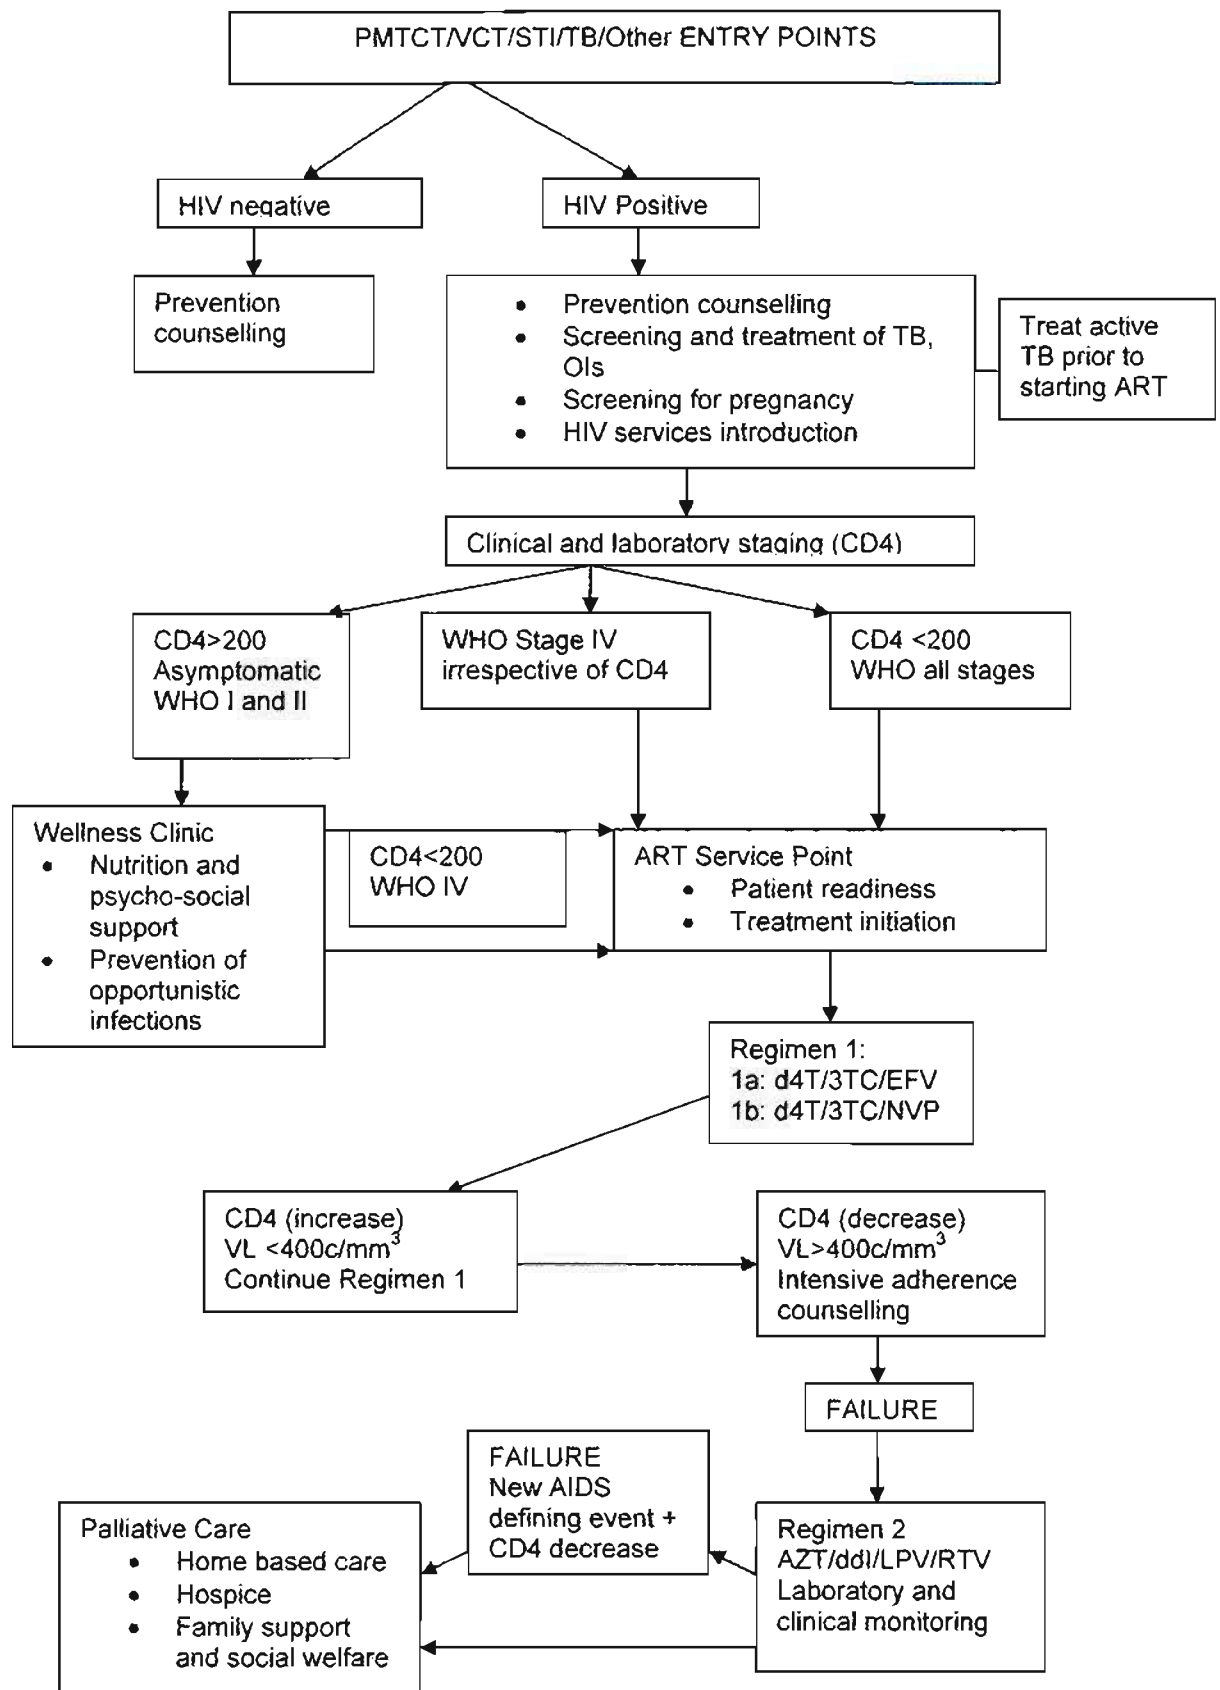 PMTCT/VCT/STI/TB/Other ENTRY POINTS
HIV negative
HIV Positive
Prevention
counselling
• Prevention counselling
• Screening and treatment of TB,
OIs
• Screening for pregnancy
• HIV services introduction
Treat active
TB prior to
starting ART
Clinical and laboratory staging (CD4)
CD4>200
Asymptomatic
WHO I and II
WHO Stage IV
irrespective of CD4
CD4 <200
WHO all stages
Wellness Clinic
• Nutrition and
psycho-social
support
• Prevention of
opportunistic
infections
CD4<200
WHO IV
ART Service Point
• Patient readiness
• Treatment initiation
Regimen 1:
1a: d4T/3TC/EFV
1b: d4T/3TC/NVP
CD4 (increase)
VL <400c/mm³
Continue Regimen 1
CD4 (decrease)
VL>400c/mm³
Intensive adherence
counselling
FAILURE
FAILURE
New AIDS
defining event +
CD4 decrease
Regimen 2
AZT/ddI/LPV/RTV
Laboratory and
clinical monitoring
Palliative Care
• Home based care
• Hospice
• Family support
and social welfare